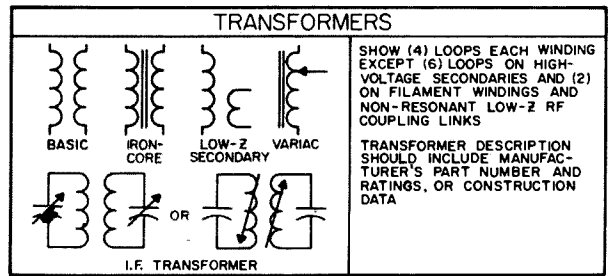 TRANSFORMERS
BASIC
IRON-
CORE
LOW-Z
SECONDARY
VARIAC
OR
I.F. TRANSFORMER
SHOW (4) LOOPS EACH WINDING
EXCEPT (6) LOOPS ON HIGH-
VOLTAGE SECONDARIES AND (2)
ON FILAMENT WINDINGS AND
NON-RESONANT LOW-Z RF
COUPLING LINKS
TRANSFORMER DESCRIPTION
SHOULD INCLUDE MANUFAC-
TURER'S PART NUMBER AND
RATINGS, OR CONSTRUCTION
DATA